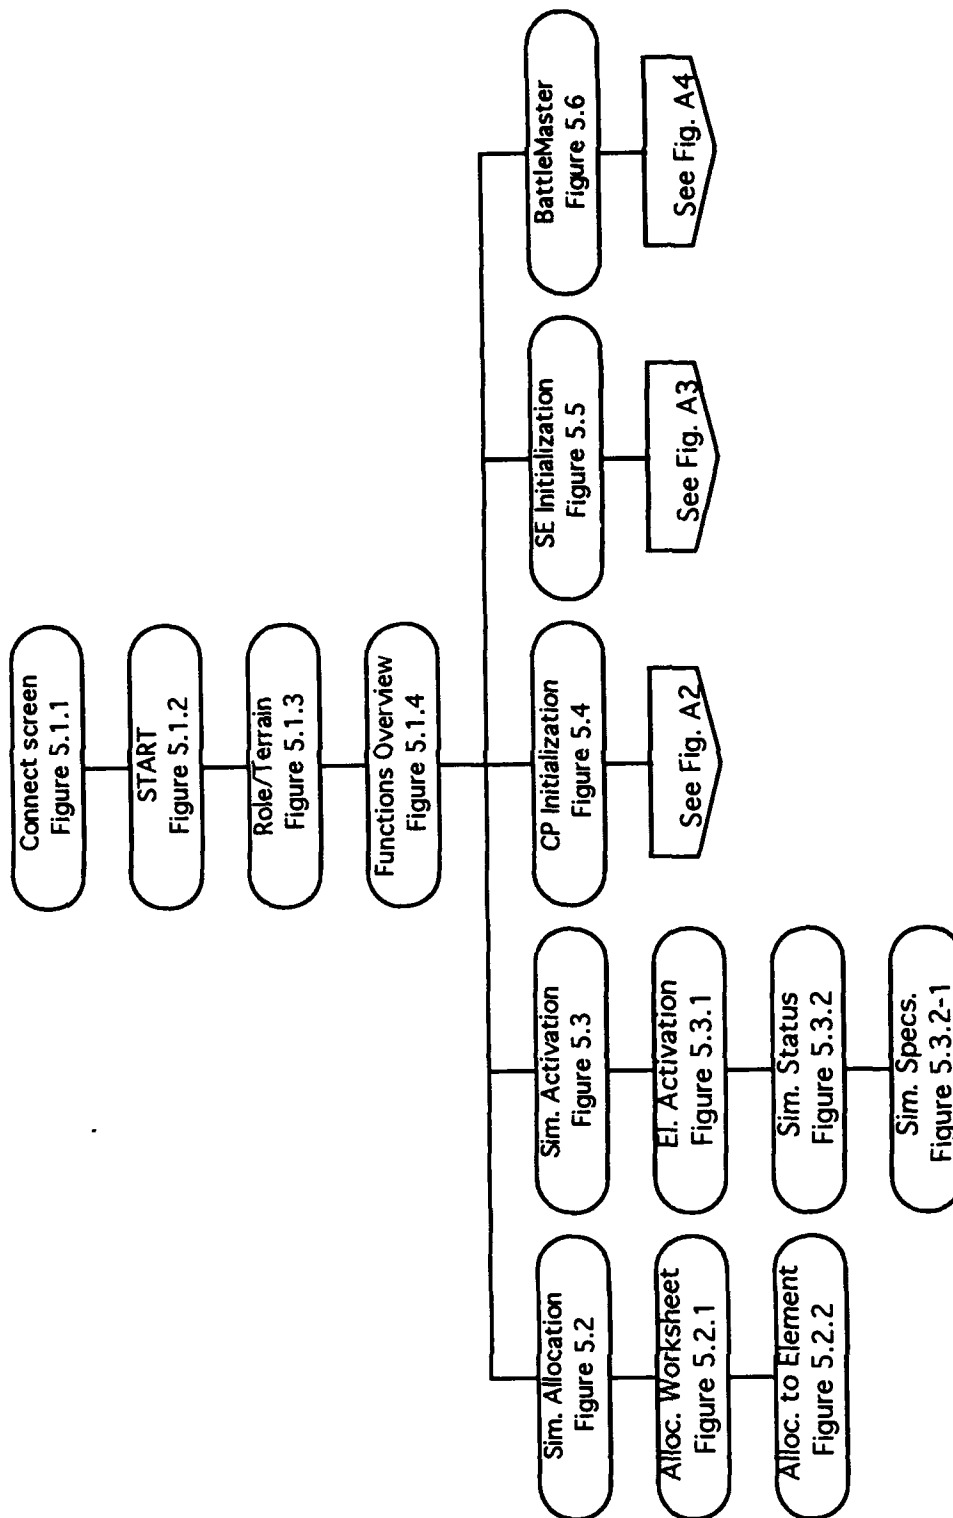 Connect screen
Figure 5.1.1
START
Figure 5.1.2
Role/Terrain
Figure 5.1.3
Functions Overview
Figure 5.1.4
Sim. Allocation
Figure 5.2
Alloc. Worksheet
Figure 5.2.1
Alloc. to Element
Figure 5.2.2
Sim. Activation
Figure 5.3
El. Activation
Figure 5.3.1
Sim. Status
Figure 5.3.2
Sim. Specs.
Figure 5.3.2-1
CP Initialization
Figure 5.4
See Fig. A2
SE Initialization
Figure 5.5
See Fig. A3
BattleMaster
Figure 5.6
See Fig. A4